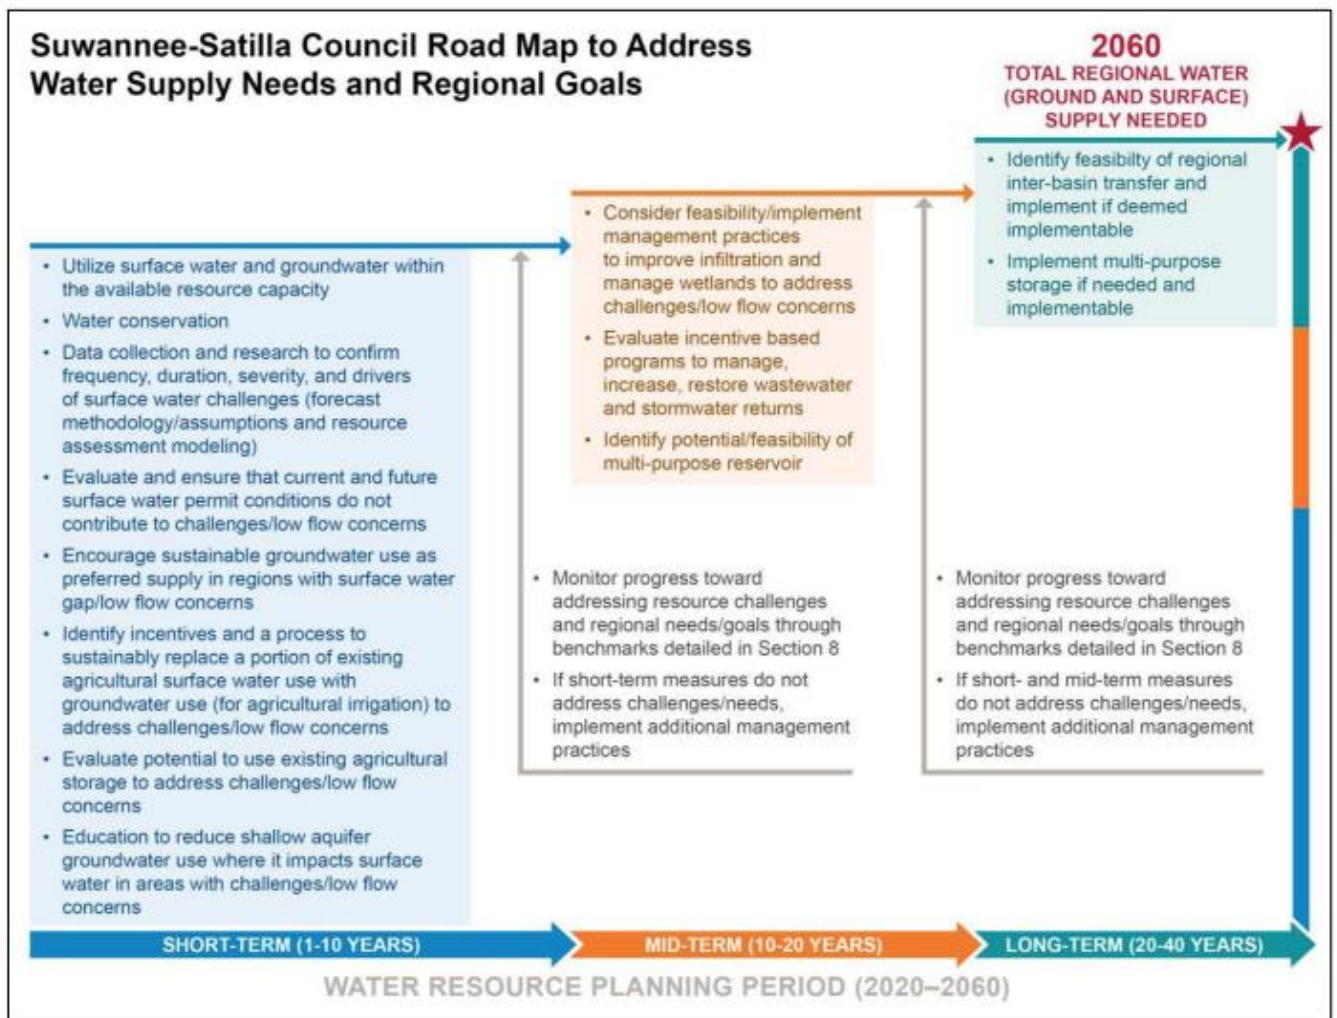 Suwannee-Satilla Council Road Map to Address
Water Supply Needs and Regional Goals
2060
TOTAL REGIONAL WATER
(GROUND AND SURFACE)
SUPPLY NEEDED
• Utilize surface water and groundwater within
the available resource capacity
• Water conservation
• Data collection and research to confirm
frequency, duration, severity, and drivers
of surface water challenges (forecast
methodology/assumptions and resource
assessment modeling)
• Evaluate and ensure that current and future
surface water permit conditions do not
contribute to challenges/low flow concerns
• Encourage sustainable groundwater use as
preferred supply in regions with surface water
gap/low flow concerns
• Identify incentives and a process to
sustainably replace a portion of existing
agricultural surface water use with
groundwater use (for agricultural irrigation) to
address challenges/low flow concerns
• Evaluate potential to use existing agricultural
storage to address challenges/low flow
concerns
• Education to reduce shallow aquifer
groundwater use where it impacts surface
water in areas with challenges/low flow
concerns
• Consider feasibility/implement
management practices
to improve infiltration and
manage wetlands to address
challenges/low flow concerns
• Evaluate incentive based
programs to manage,
increase, restore wastewater
and stormwater returns
• Identify potential/feasibility of
multi-purpose reservoir
• Monitor progress toward
addressing resource challenges
and regional needs/goals through
benchmarks detailed in Section 8
• If short-term measures do not
address challenges/needs,
implement additional management
practices
• Identify feasibilty of regional
inter-basin transfer and
implement if deemed
implementable
• Implement multi-purpose
storage if needed and
implementable
• Monitor progress toward
addressing resource challenges
and regional needs/goals through
benchmarks detailed in Section 8
• If short- and mid-term measures
do not address challenges/needs,
implement additional management
practices
SHORT-TERM (1-10 YEARS)
MID-TERM (10-20 YEARS)
LONG-TERM (20-40 YEARS)
WATER RESOURCE PLANNING PERIOD (2020–2060)